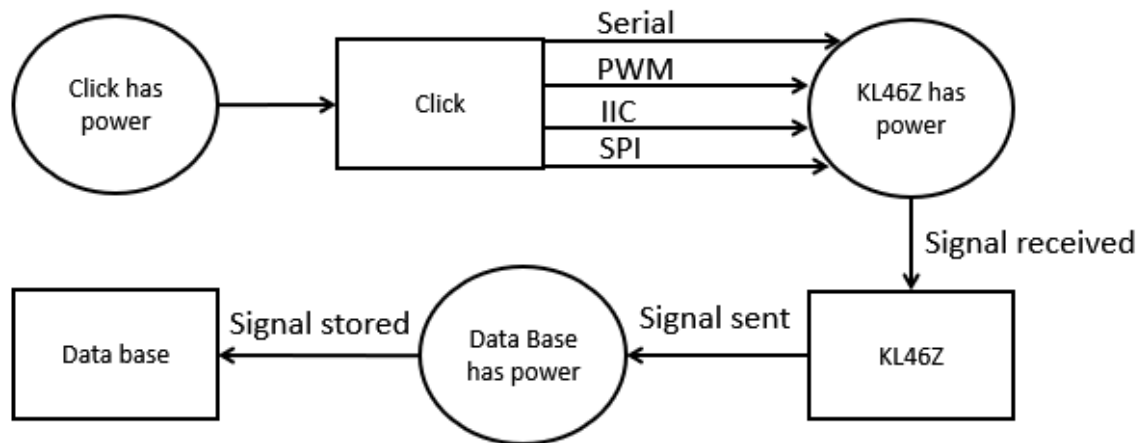 Serial
PWM
IIC
SPI
Click has
power
Click
KL46Z has
power
Signal received
Signal stored
Signal sent
Data base
Data Base
has power
KL46Z